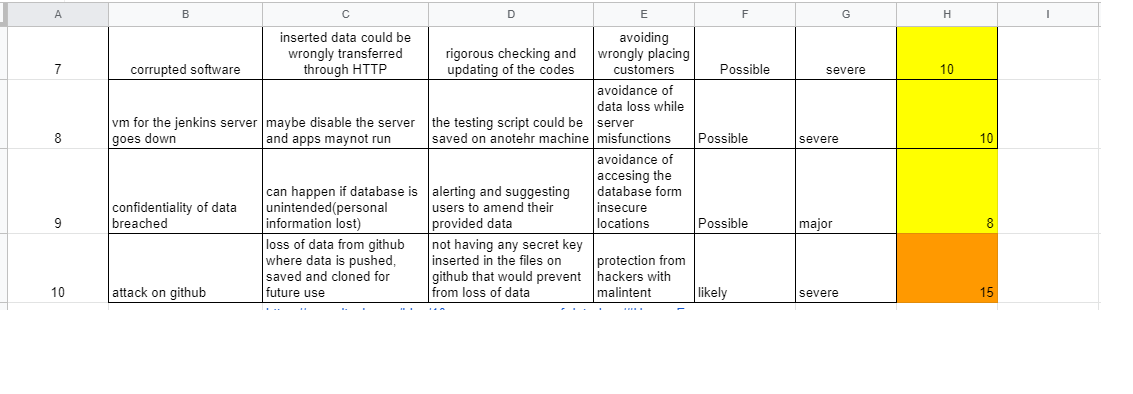 A B C D E F G H I
7 corrupted software inserted data could be wrongly transferred through HTTP rigorous checking and updating of the codes avoiding wrongly placing customers Possible severe 10
8 vm for the jenkins server goes down maybe disable the server and apps maynot run the testing script could be saved on anotehr machine avoidance of data loss while server misfunctions Possible severe 10
9 confidentiality of data breached can happen if database is unintended(personal information lost) alerting and suggesting users to amend their provided data avoidance of accesing the database form insecure locations Possible major 8
10 attack on github loss of data from github where data is pushed, saved and cloned for future use not having any secret key inserted in the files on github that would prevent from loss of data protection from hackers with malintent likely severe 15